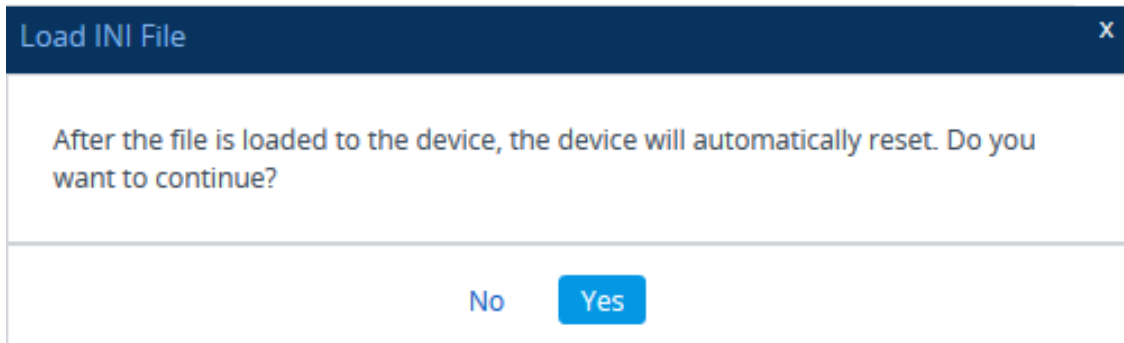 Load INI File
x
After the file is loaded to the device, the device will automatically reset. Do you
want to continue?
No
Yes